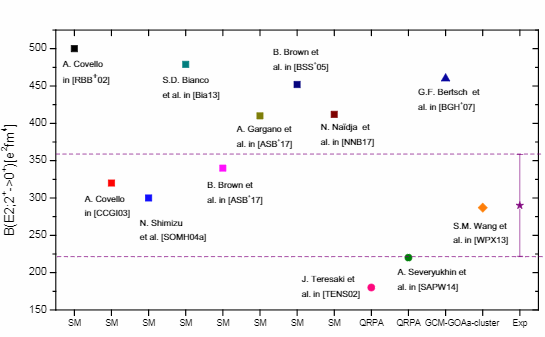 500
450
400
350
300
250
200
150
B(E2;2⁺->0⁺)[e²fm⁴]
A. Covello
in [RBB⁺02]
A. Covello
in [CCGI03]
N. Shimizu
et al. [SOMH04a]
S.D. Bianco
et al. in [Bia13]
B. Brown et
al. in [ASB⁺17]
A. Gargano et
al. in [ASB⁺17]
B. Brown et
al. in [BSS⁺05]
N. Naïdja et
al. in [NNB17]
J. Teresaki et
al. in [TENS02]
A. Severyukhin et
al. in [SAPW14]
G.F. Bertsch et
al. in [BGH⁺07]
S.M. Wang et
al. in [WPX13]
SM SM SM SM SM SM SM SM QRPA QRPA GCM-GOA a-cluster Exp